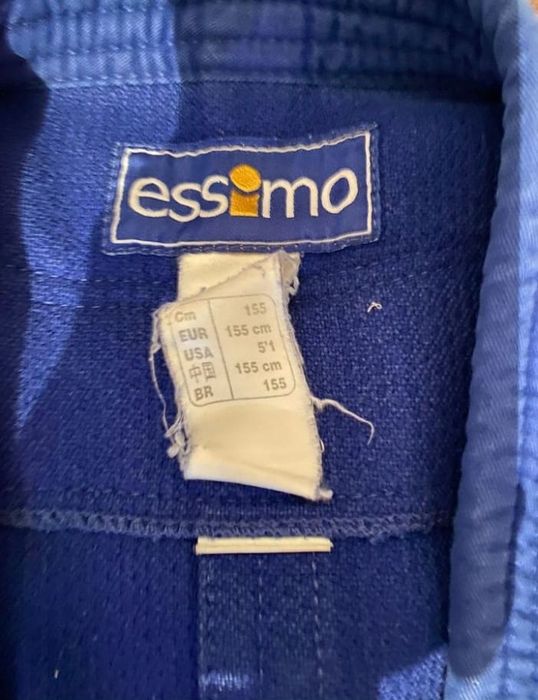 essimo
Cm 155
EUR 155 cm
USA 5'1
中国 155 cm
BR 155